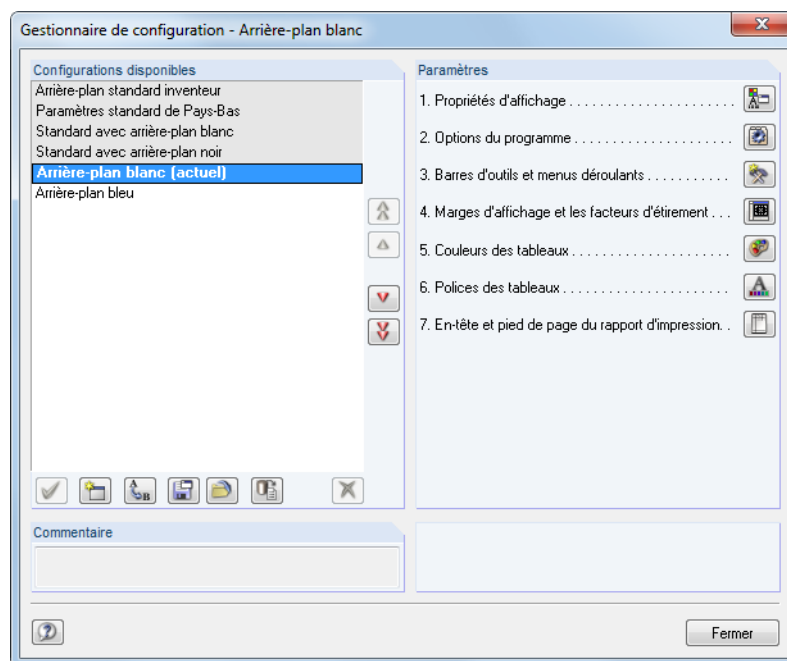 Gestionnaire de configuration - Arrière-plan blanc
Configurations disponibles
Arrière-plan standard inventeur
Paramètres standard de Pays-Bas
Standard avec arrière-plan blanc
Standard avec arrière-plan noir
Arrière-plan blanc (actuel)
Arrière-plan bleu
Commentaire
Paramètres
1. Propriétés d'affichage . . . . . . . . . . . . . . . . . . . . . .
2. Options du programme . . . . . . . . . . . . . . . . . . . . .
3. Barres d'outils et menus déroulants . . . . . . . . . . .
4. Marges d'affichage et les facteurs d'étirement . . .
5. Couleurs des tableaux . . . . . . . . . . . . . . . . . . . . .
6. Polices des tableaux . . . . . . . . . . . . . . . . . . . . . .
7. En-tête et pied de page du rapport d'impression. .
Fermer